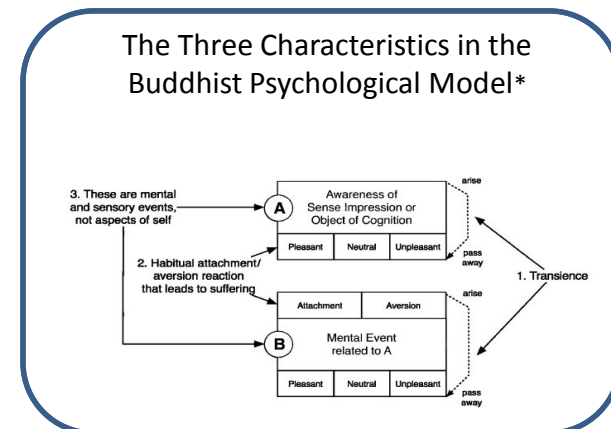 The Three Characteristics in the
Buddhist Psychological Model*
3. These are mental
and sensory events,
not aspects of self
A
Awareness of
Sense Impression or
Object of Cognition
Pleasant
Neutral
Unpleasant
arise
pass
away
2. Habitual attachment/
aversion reaction
that leads to suffering
1. Transience
Attachment
Aversion
B
Mental Event
related to A
Pleasant
Neutral
Unpleasant
arise
pass
away